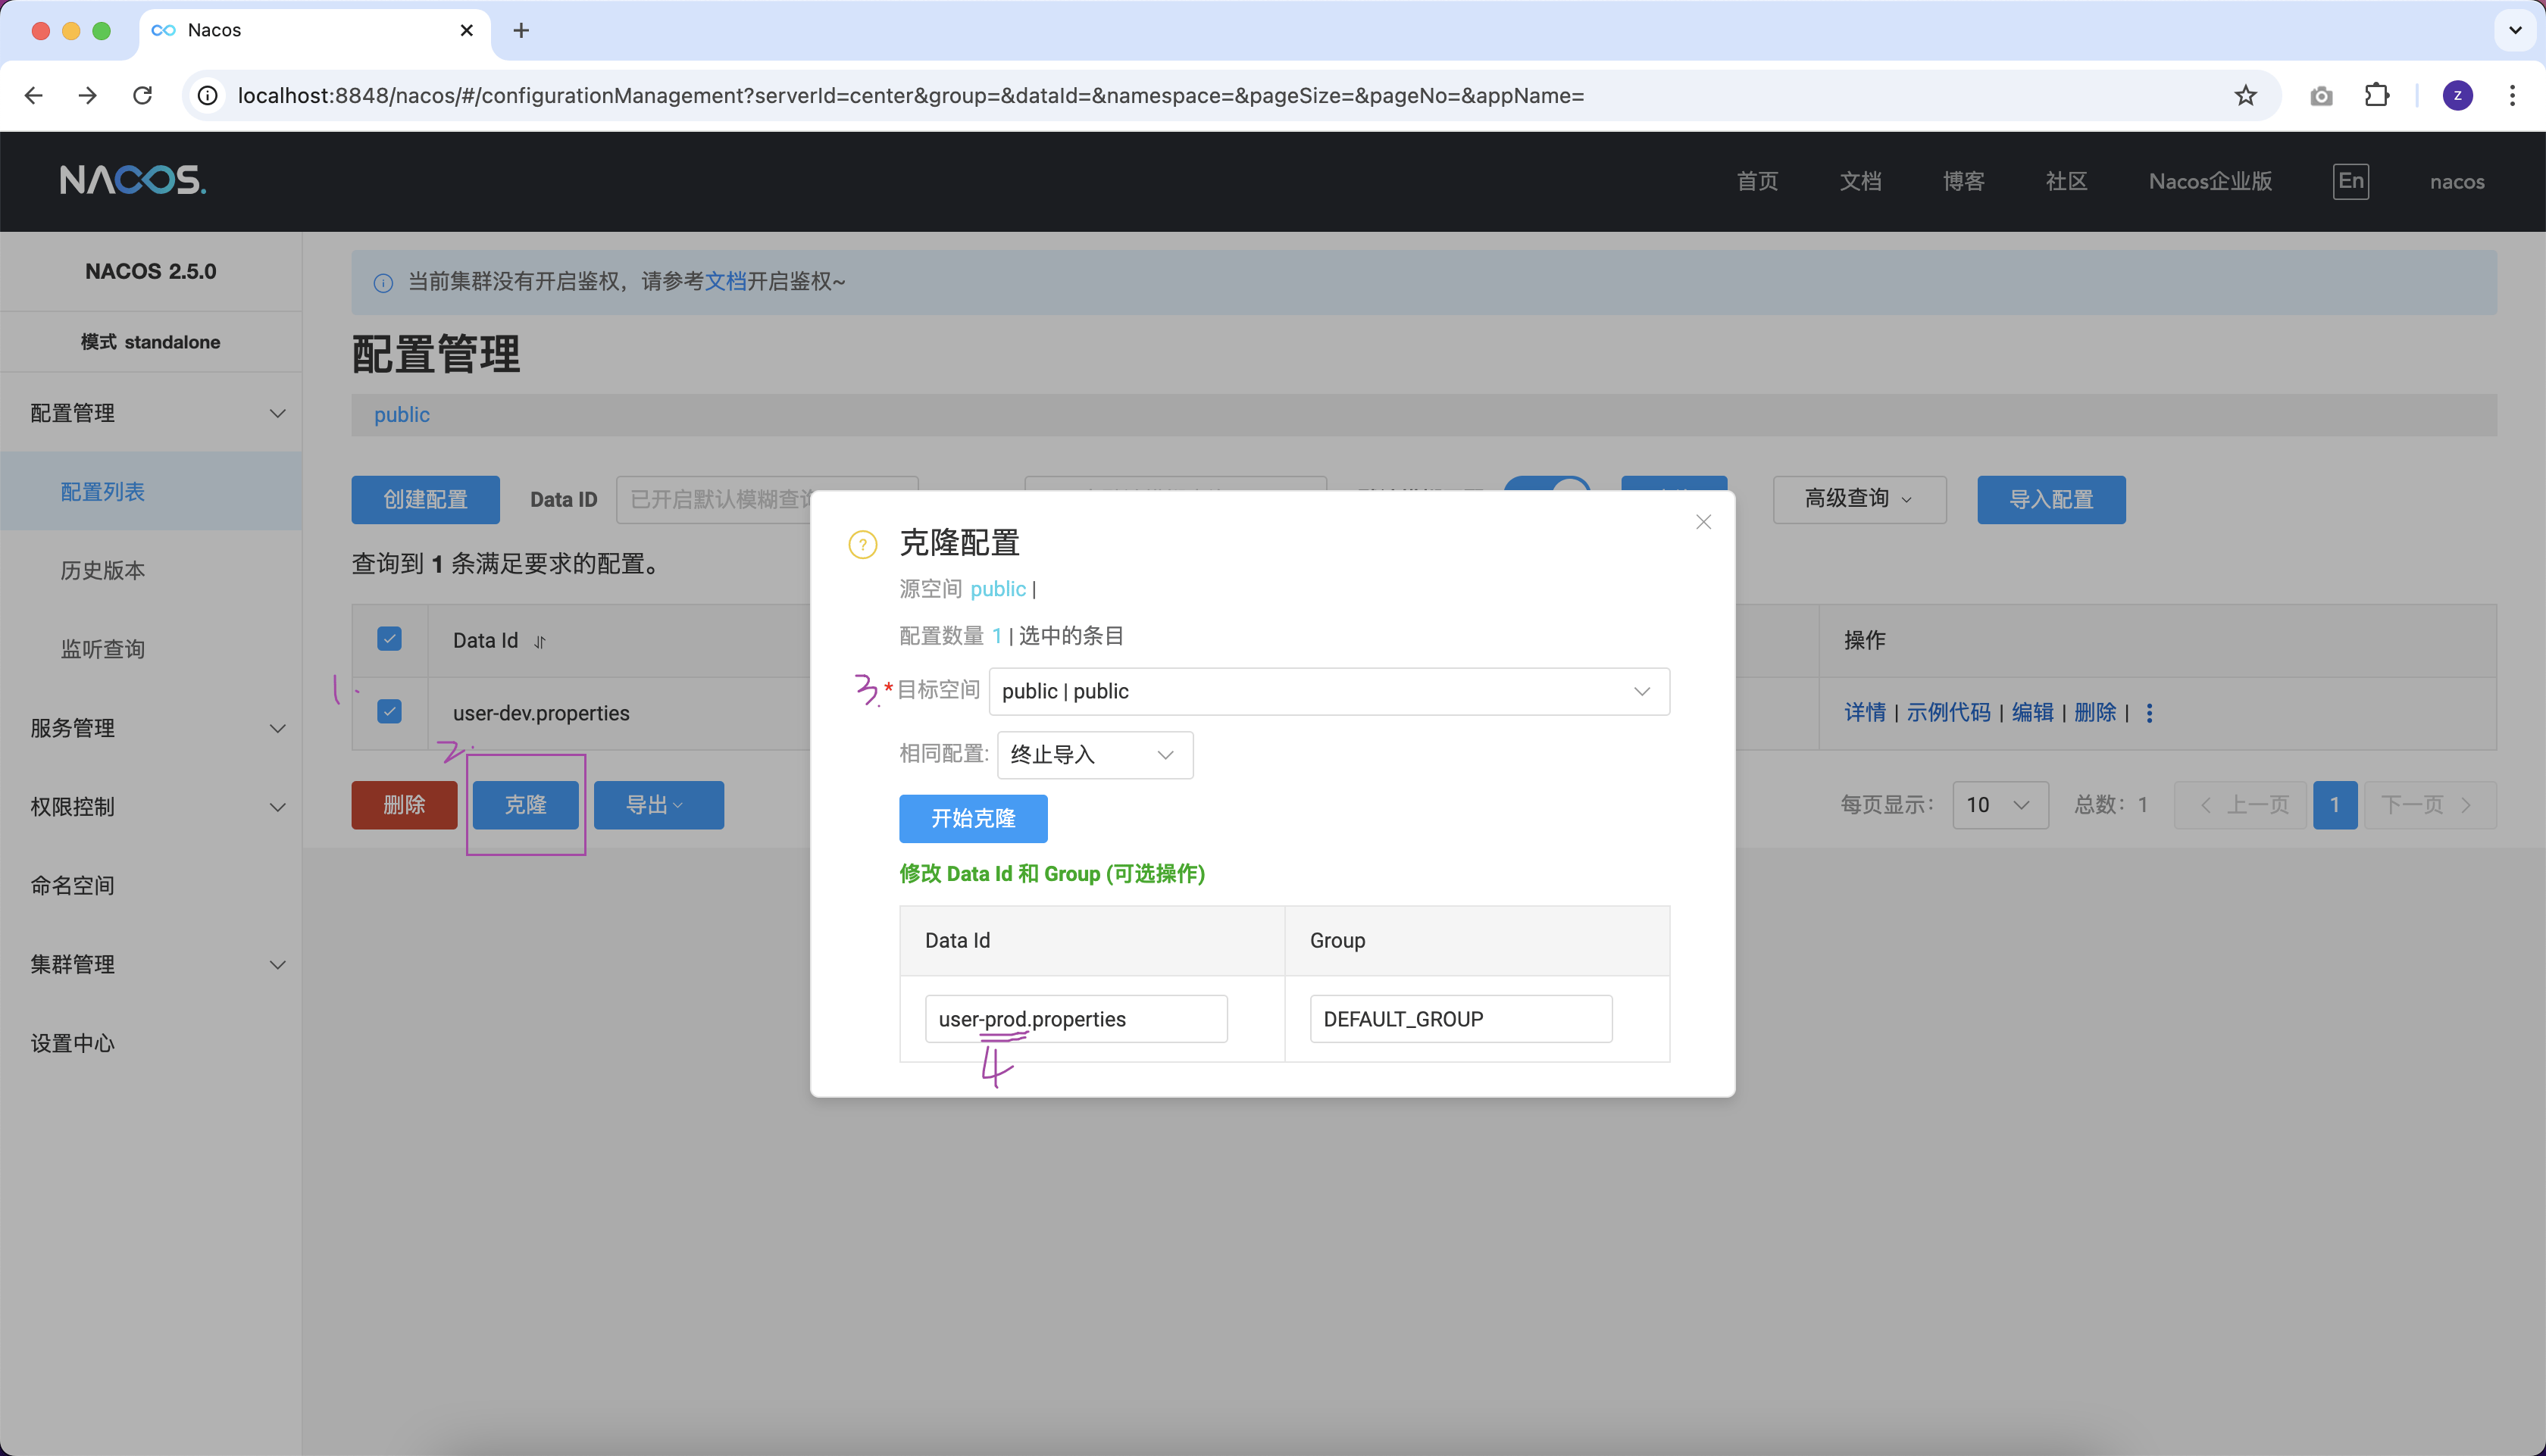 Nacos
localhost:8848/nacos/#/configurationManagement?serverId=center&group=&dataId=&namespace=&pageSize=&pageNo=&appName=
z
NACOS.
首页 文档 博客 社区 Nacos企业版 En nacos
NACOS 2.5.0
模式 standalone
配置管理
配置列表
历史版本
监听查询
服务管理
权限控制
命名空间
集群管理
设置中心
当前集群没有开启鉴权，请参考文档开启鉴权~
配置管理
public
创建配置 Data ID 已开启默认模糊查询 高级查询 导入配置
查询到 1 条满足要求的配置。
Data Id 操作
1.
user-dev.properties 详情 | 示例代码 | 编辑 | 删除 |
2.
删除 克隆 导出 每页显示： 10 总数：1 上一页 1 下一页
克隆配置
源空间 public |
配置数量 1 | 选中的条目
3. * 目标空间 public | public
相同配置: 终止导入
开始克隆
修改 Data Id 和 Group (可选操作)
Data Id Group
user-prod.properties DEFAULT_GROUP
4